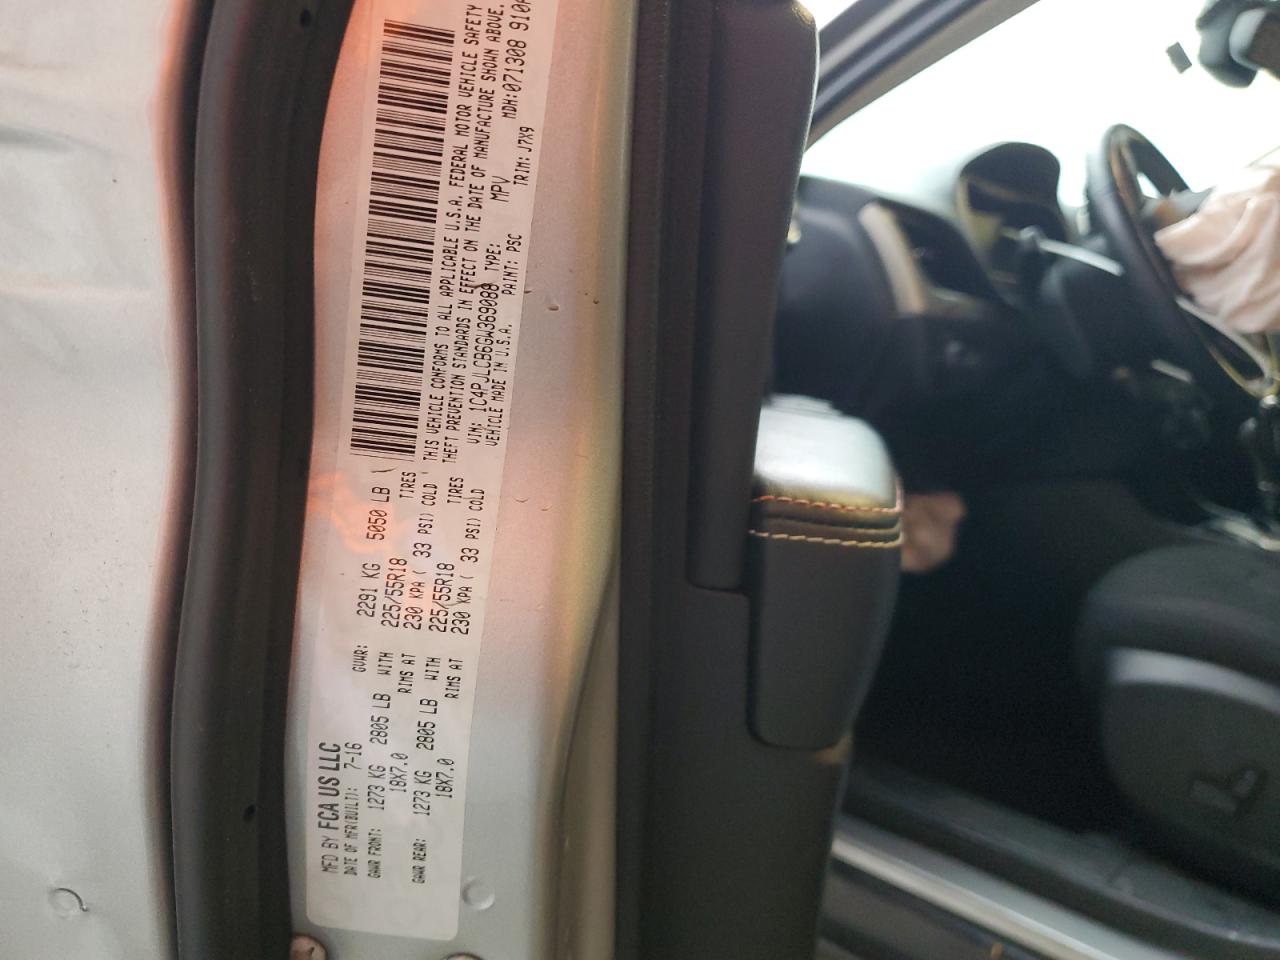 MFD BY FCA US LLC
DATE OF MFR(BUILT): 7-16 GVWR: 2291 KG 5050 LB
GAWR FRONT: 1273 KG 2805 LB WITH 225/55R18 TIRES
18X7.0 RIMS AT 230 KPA ( 33 PSI) COLD
GAWR REAR: 1273 KG 2805 LB WITH 225/55R18 TIRES
18X7.0 RIMS AT 230 KPA ( 33 PSI) COLD
THIS VEHICLE CONFORMS TO ALL APPLICABLE U.S.A. FEDERAL MOTOR VEHICLE SAFETY
THEFT PREVENTION STANDARDS IN EFFECT ON THE DATE OF MANUFACTURE SHOWN ABOVE.
VIN: 1C4PJLCB6GW369088 TYPE: MPV MDH:071308 910
VEHICLE MADE IN U.S.A. PAINT: PSC TRIM: J7X9